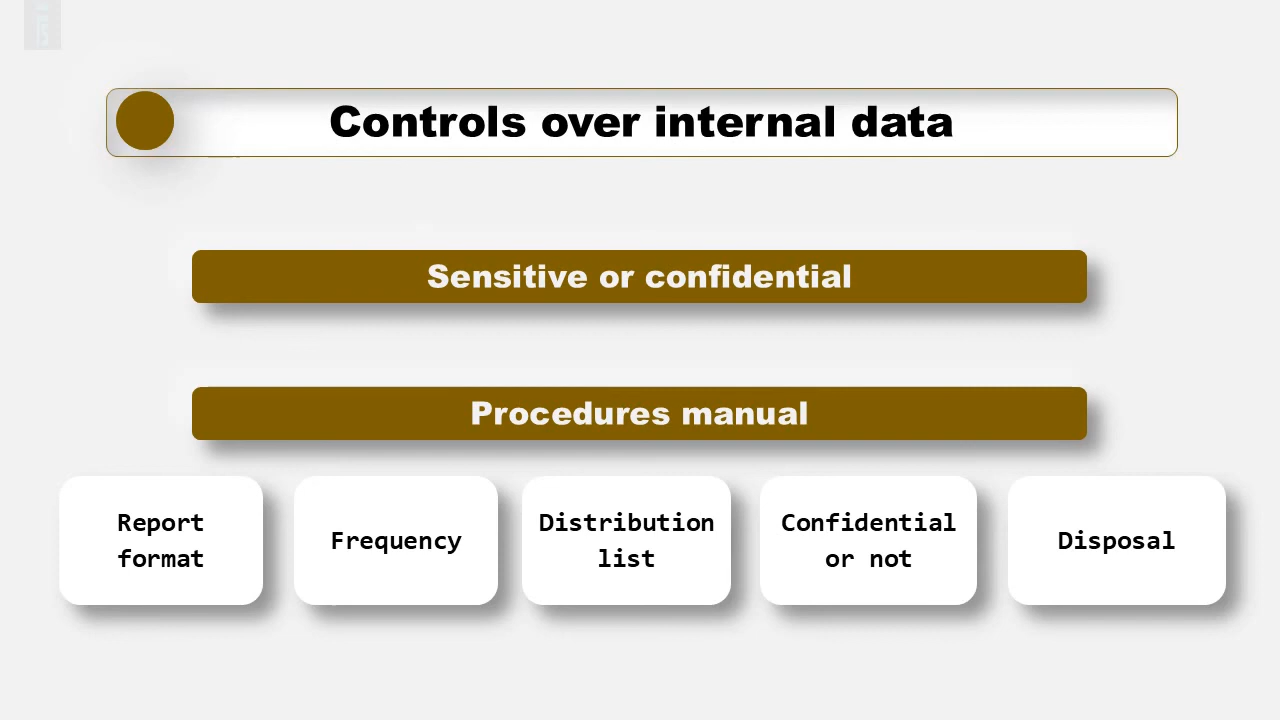 Controls over internal data
Sensitive or confidential
Procedures manual
Report
format
Frequency
Distribution
list
Confidential
or not
Disposal